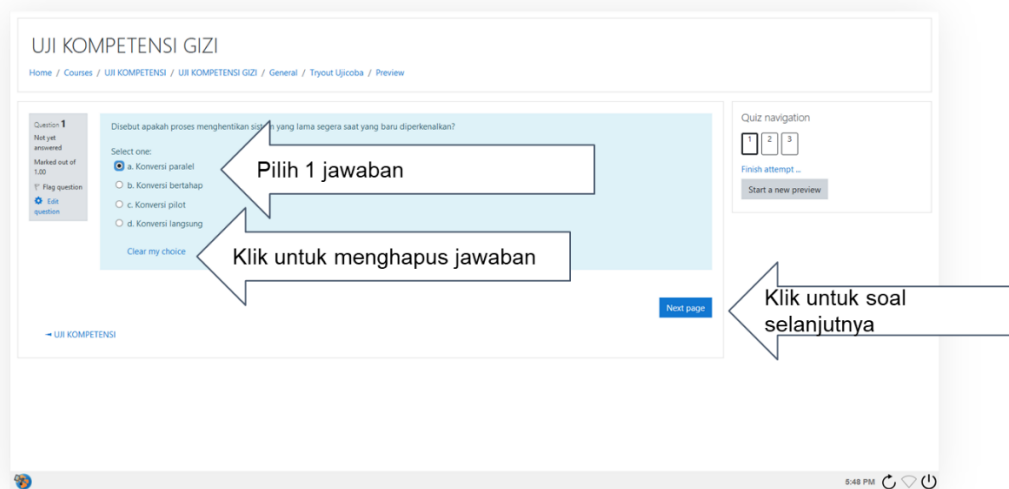 UJI KOMPETENSI GIZI
Home / Courses / UJI KOMPETENSI / UJI KOMPETENSI GIZI / General / Tryout Ujicoba / Preview
Question 1
Not yet
answered
Marked out of
1.00
Flag question
Edit
question
Disebut apakah proses menghentikan sistem yang lama segera saat yang baru diperkenalkan?
Select one:
a. Konversi paralel
b. Konversi bertahap
c. Konversi pilot
d. Konversi langsung
Clear my choice
Pilih 1 jawaban
Klik untuk menghapus jawaban
Next page
Klik untuk soal
selanjutnya
UJI KOMPETENSI
Quiz navigation
1 2 3
Finish attempt ...
Start a new preview
5:48 PM